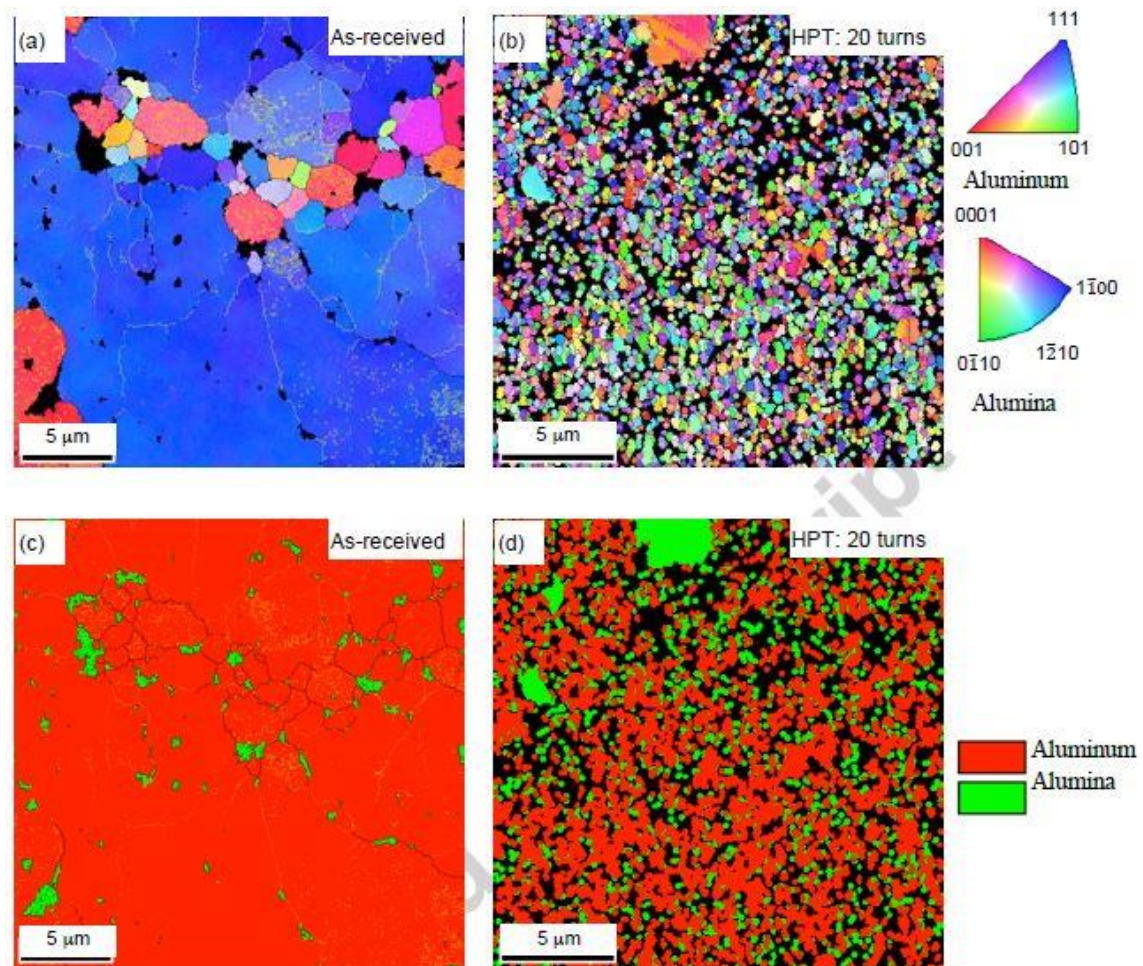 (a)
As-received
(b)
HPT: 20 turns
111
001
101
Aluminum
0001
1̄100
01̄10
12̄10
Alumina
5 μm
5 μm
(c)
As-received
(d)
HPT: 20 turns
Aluminum
Alumina
5 μm
5 μm